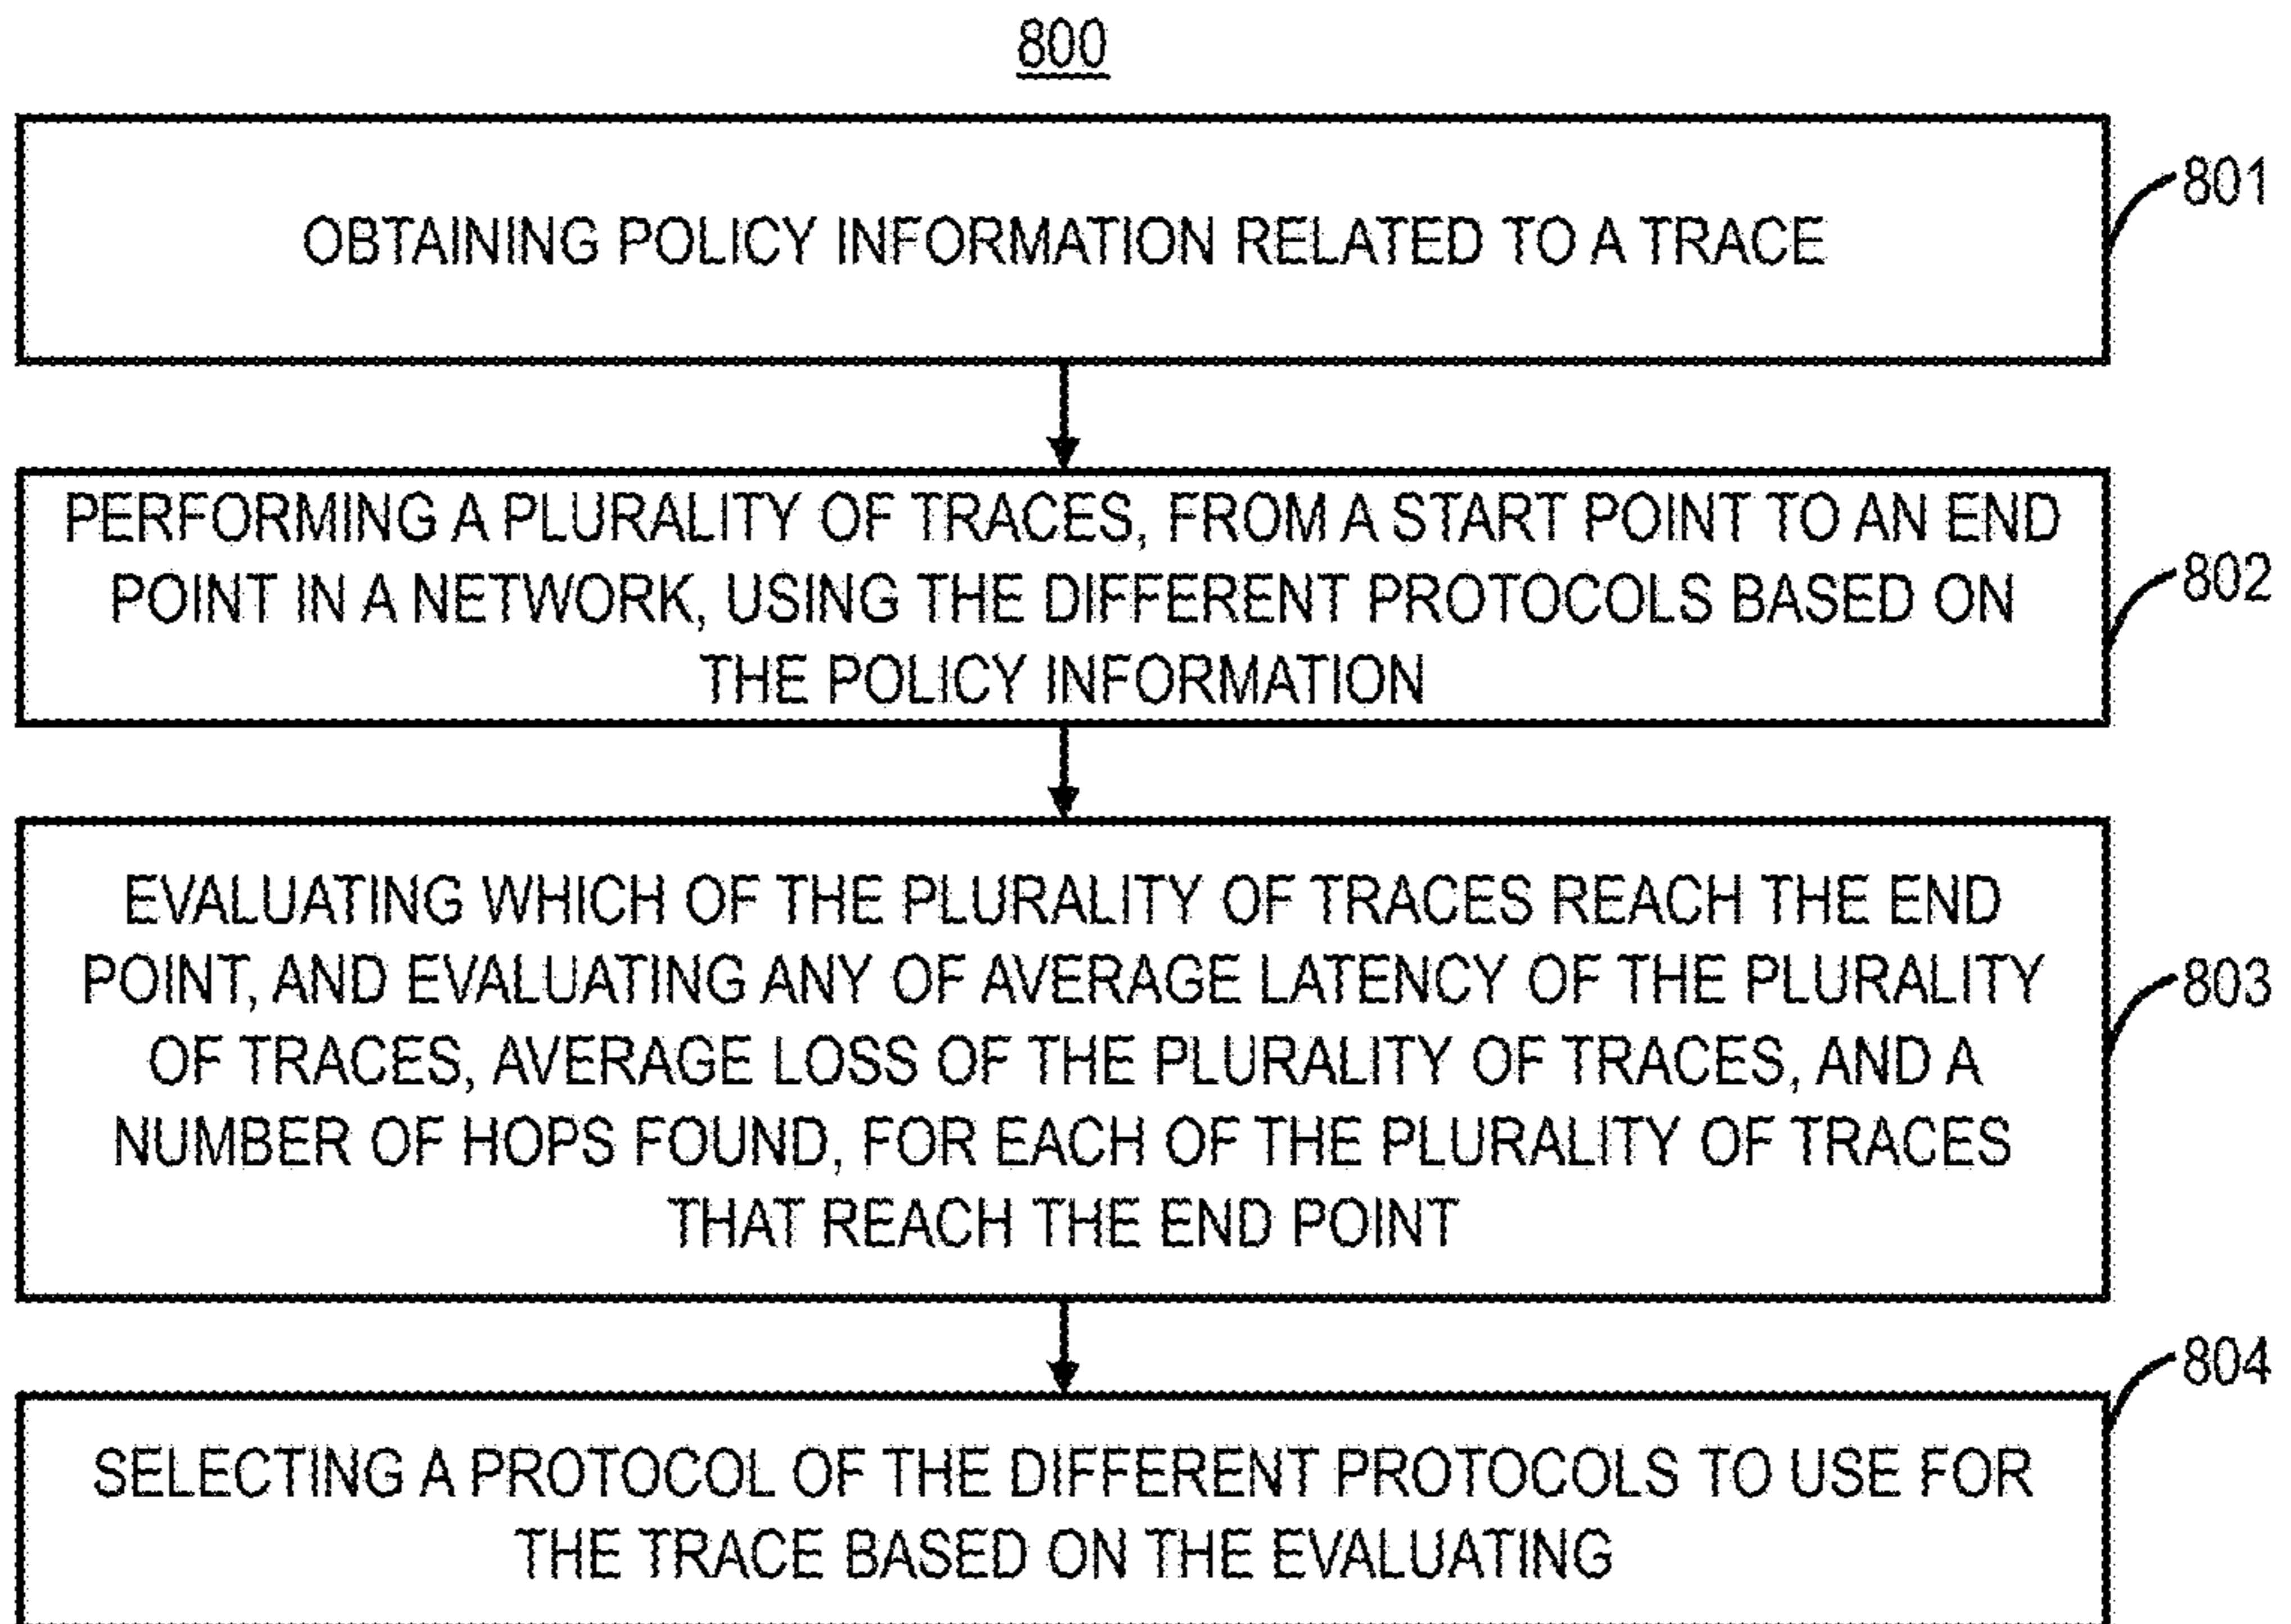 800
OBTAINING POLICY INFORMATION RELATED TO A TRACE
801
PERFORMING A PLURALITY OF TRACES, FROM A START POINT TO AN END
POINT IN A NETWORK, USING THE DIFFERENT PROTOCOLS BASED ON
THE POLICY INFORMATION
802
EVALUATING WHICH OF THE PLURALITY OF TRACES REACH THE END
POINT, AND EVALUATING ANY OF AVERAGE LATENCY OF THE PLURALITY
OF TRACES, AVERAGE LOSS OF THE PLURALITY OF TRACES, AND A
NUMBER OF HOPS FOUND, FOR EACH OF THE PLURALITY OF TRACES
THAT REACH THE END POINT
803
SELECTING A PROTOCOL OF THE DIFFERENT PROTOCOLS TO USE FOR
THE TRACE BASED ON THE EVALUATING
804